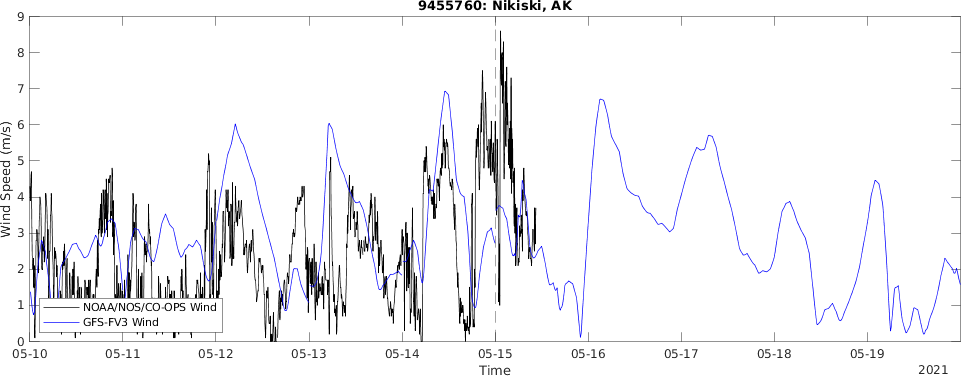 9455760: Nikiski, AK
Wind Speed (m/s)
9
8
7
6
5
4
3
2
1
0
NOAA/NOS/CO-OPS Wind
GFS-FV3 Wind
05-10 05-11 05-12 05-13 05-14 05-15 05-16 05-17 05-18 05-19
Time
2021